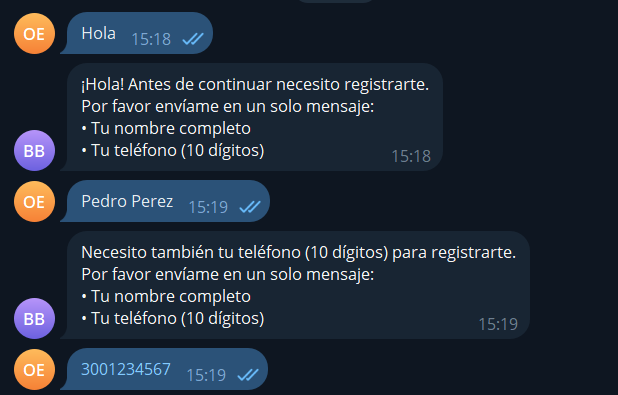 OE
Hola 15:18
¡Hola! Antes de continuar necesito registrarte.
Por favor envíame en un solo mensaje:
• Tu nombre completo
• Tu teléfono (10 dígitos)
BB
15:18
OE
Pedro Perez 15:19
Necesito también tu teléfono (10 dígitos) para registrarte.
Por favor envíame en un solo mensaje:
• Tu nombre completo
• Tu teléfono (10 dígitos)
BB
15:19
OE
3001234567 15:19